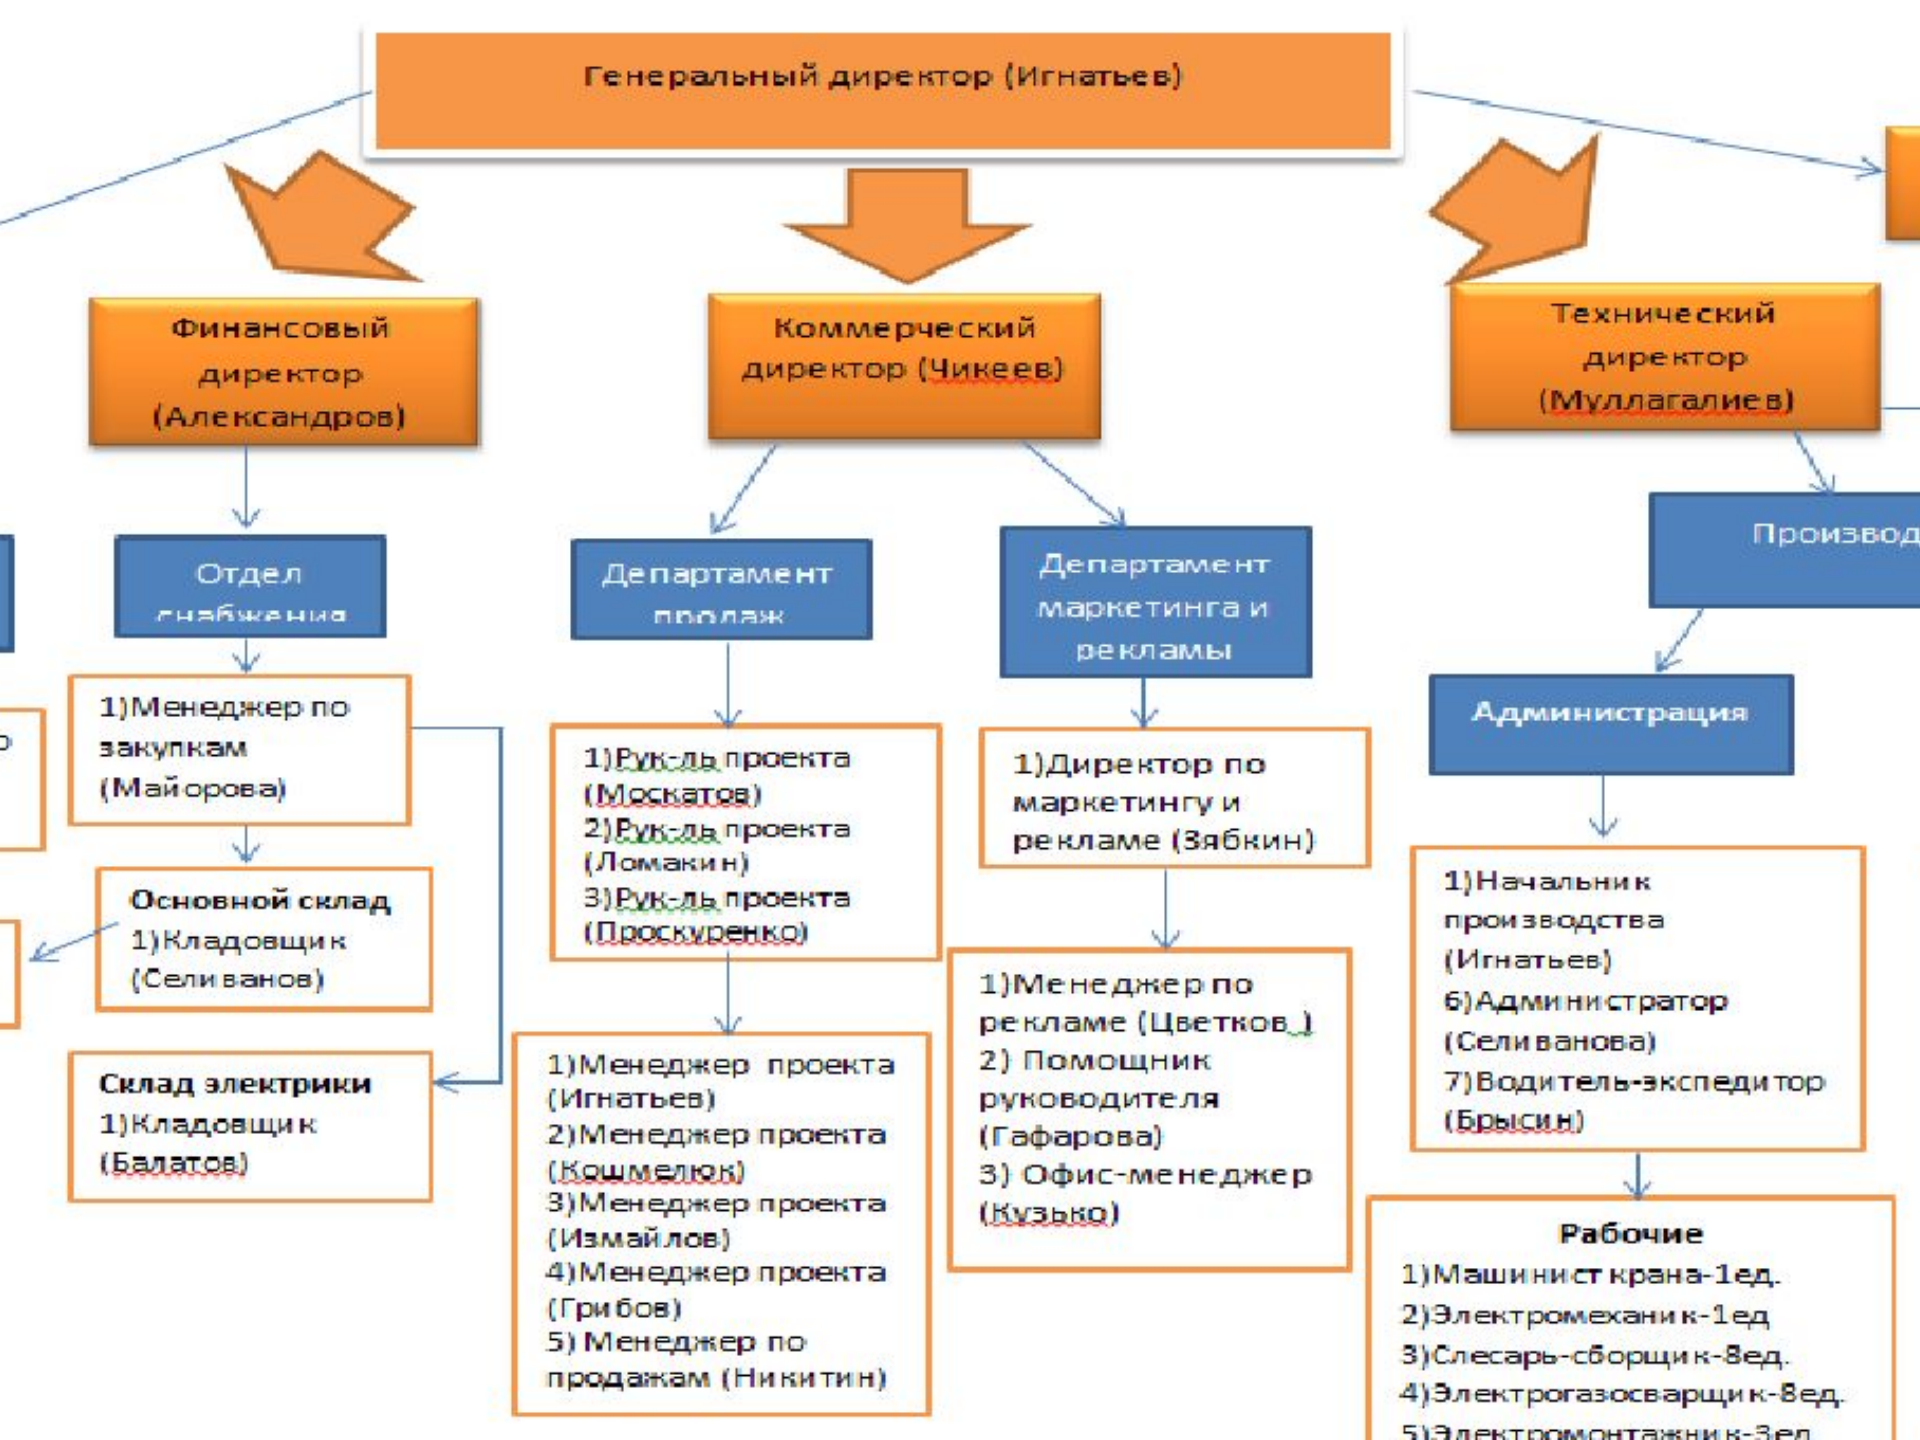 Генеральный директор (Игнатьев)
Финансовый
директор
(Александров)
Коммерческий
директор (Чикеев)
Технический
директор
(Муллагалиев)
Отдел
снабжения
Департамент
продаж
Департамент
маркетинга и
рекламы
Производ
Администрация
1)Менеджер по
закупкам
(Майорова)
Основной склад
1)Кладовщик
(Селиванов)
Склад электрики
1)Кладовщик
(Балатов)
1)Рук-ль проекта
(Москатов)
2)Рук-ль проекта
(Ломакин)
3)Рук-ль проекта
(Проскуренко)
1)Менеджер проекта
(Игнатьев)
2)Менеджер проекта
(Кошмелюк)
3)Менеджер проекта
(Измайлов)
4)Менеджер проекта
(Грибов)
5) Менеджер по
продажам (Никитин)
1)Директор по
маркетингу и
рекламе (Зябкин)
1)Менеджер по
рекламе (Цветков )
2) Помощник
руководителя
(Гафарова)
3) Офис-менеджер
(Кузько)
1)Начальник
производства
(Игнатьев)
6)Администратор
(Селиванова)
7)Водитель-экспедитор
(Брысин)
Рабочие
1)Машинист крана-1ед.
2)Электромеханик-1ед
3)Слесарь-сборщик-8ед.
4)Электрогазосварщик-8ед.
5)Электромонтажник-3ед